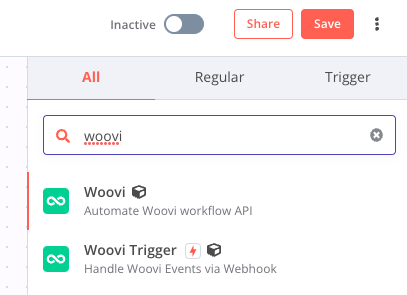 Inactive
Share
Save
All
Regular
Trigger
woovi
Woovi
Automate Woovi workflow API
Woovi Trigger
Handle Woovi Events via Webhook